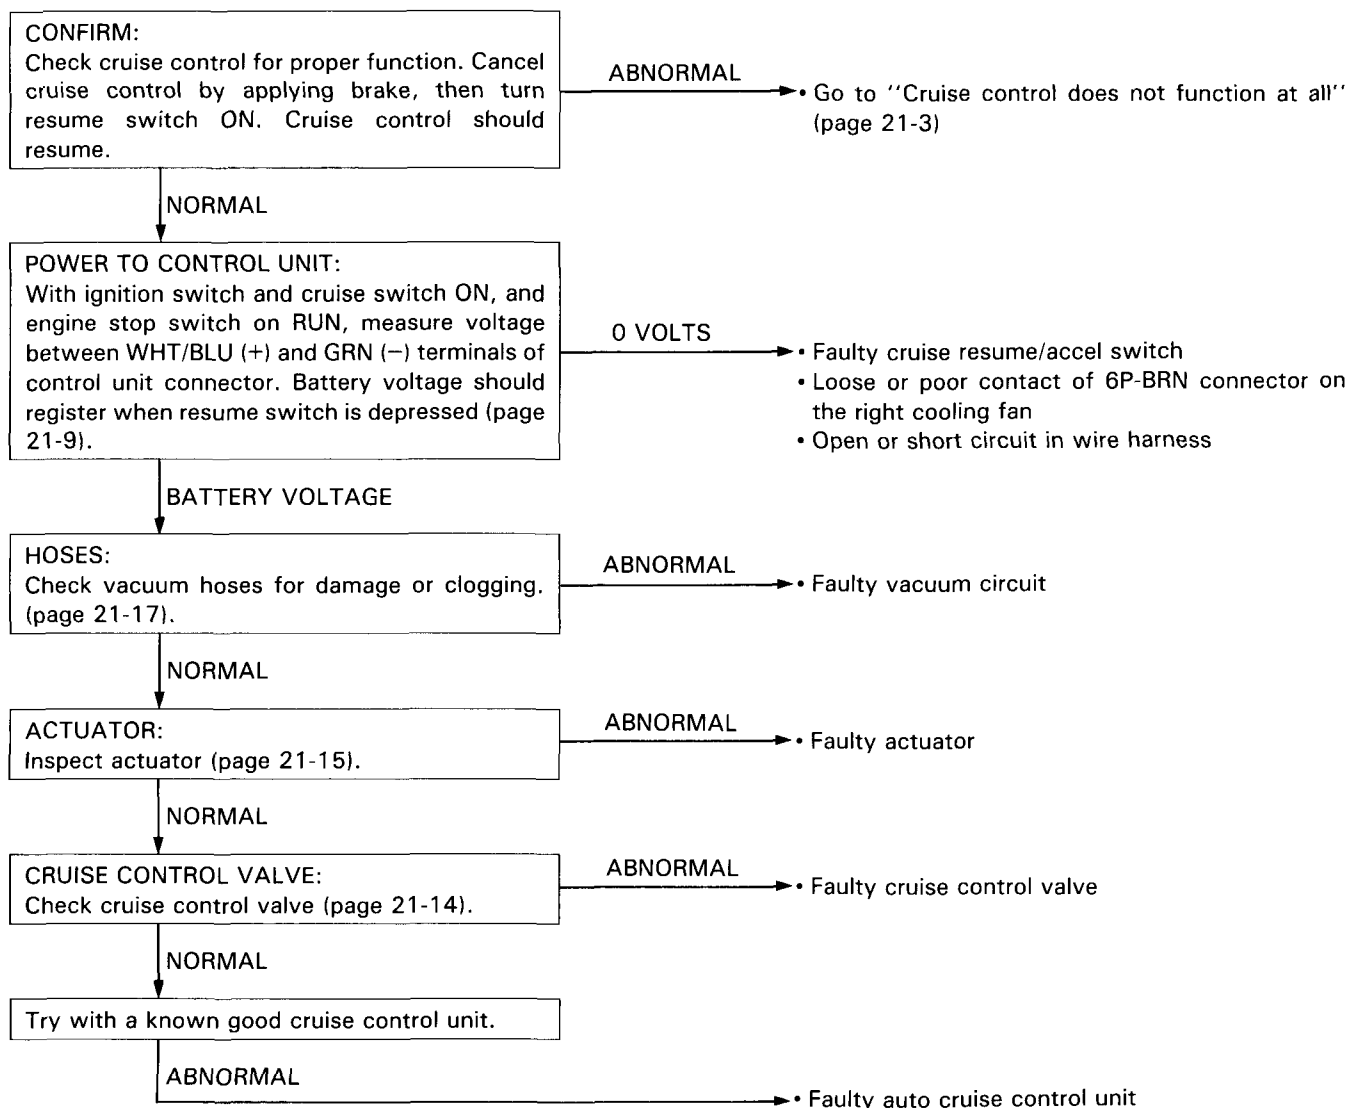 CONFIRM:
Check cruise control for proper function. Cancel
cruise control by applying brake, then turn
resume switch ON. Cruise control should
resume.
ABNORMAL
• Go to ''Cruise control does not function at all''
(page 21-3)
NORMAL
POWER TO CONTROL UNIT:
With ignition switch and cruise switch ON, and
engine stop switch on RUN, measure voltage
between WHT/BLU (+) and GRN (−) terminals of
control unit connector. Battery voltage should
register when resume switch is depressed (page
21-9).
0 VOLTS
• Faulty cruise resume/accel switch
• Loose or poor contact of 6P-BRN connector on
the right cooling fan
• Open or short circuit in wire harness
BATTERY VOLTAGE
HOSES:
Check vacuum hoses for damage or clogging.
(page 21-17).
ABNORMAL
• Faulty vacuum circuit
NORMAL
ACTUATOR:
Inspect actuator (page 21-15).
ABNORMAL
• Faulty actuator
NORMAL
CRUISE CONTROL VALVE:
Check cruise control valve (page 21-14).
ABNORMAL
• Faulty cruise control valve
NORMAL
Try with a known good cruise control unit.
ABNORMAL
• Faulty auto cruise control unit